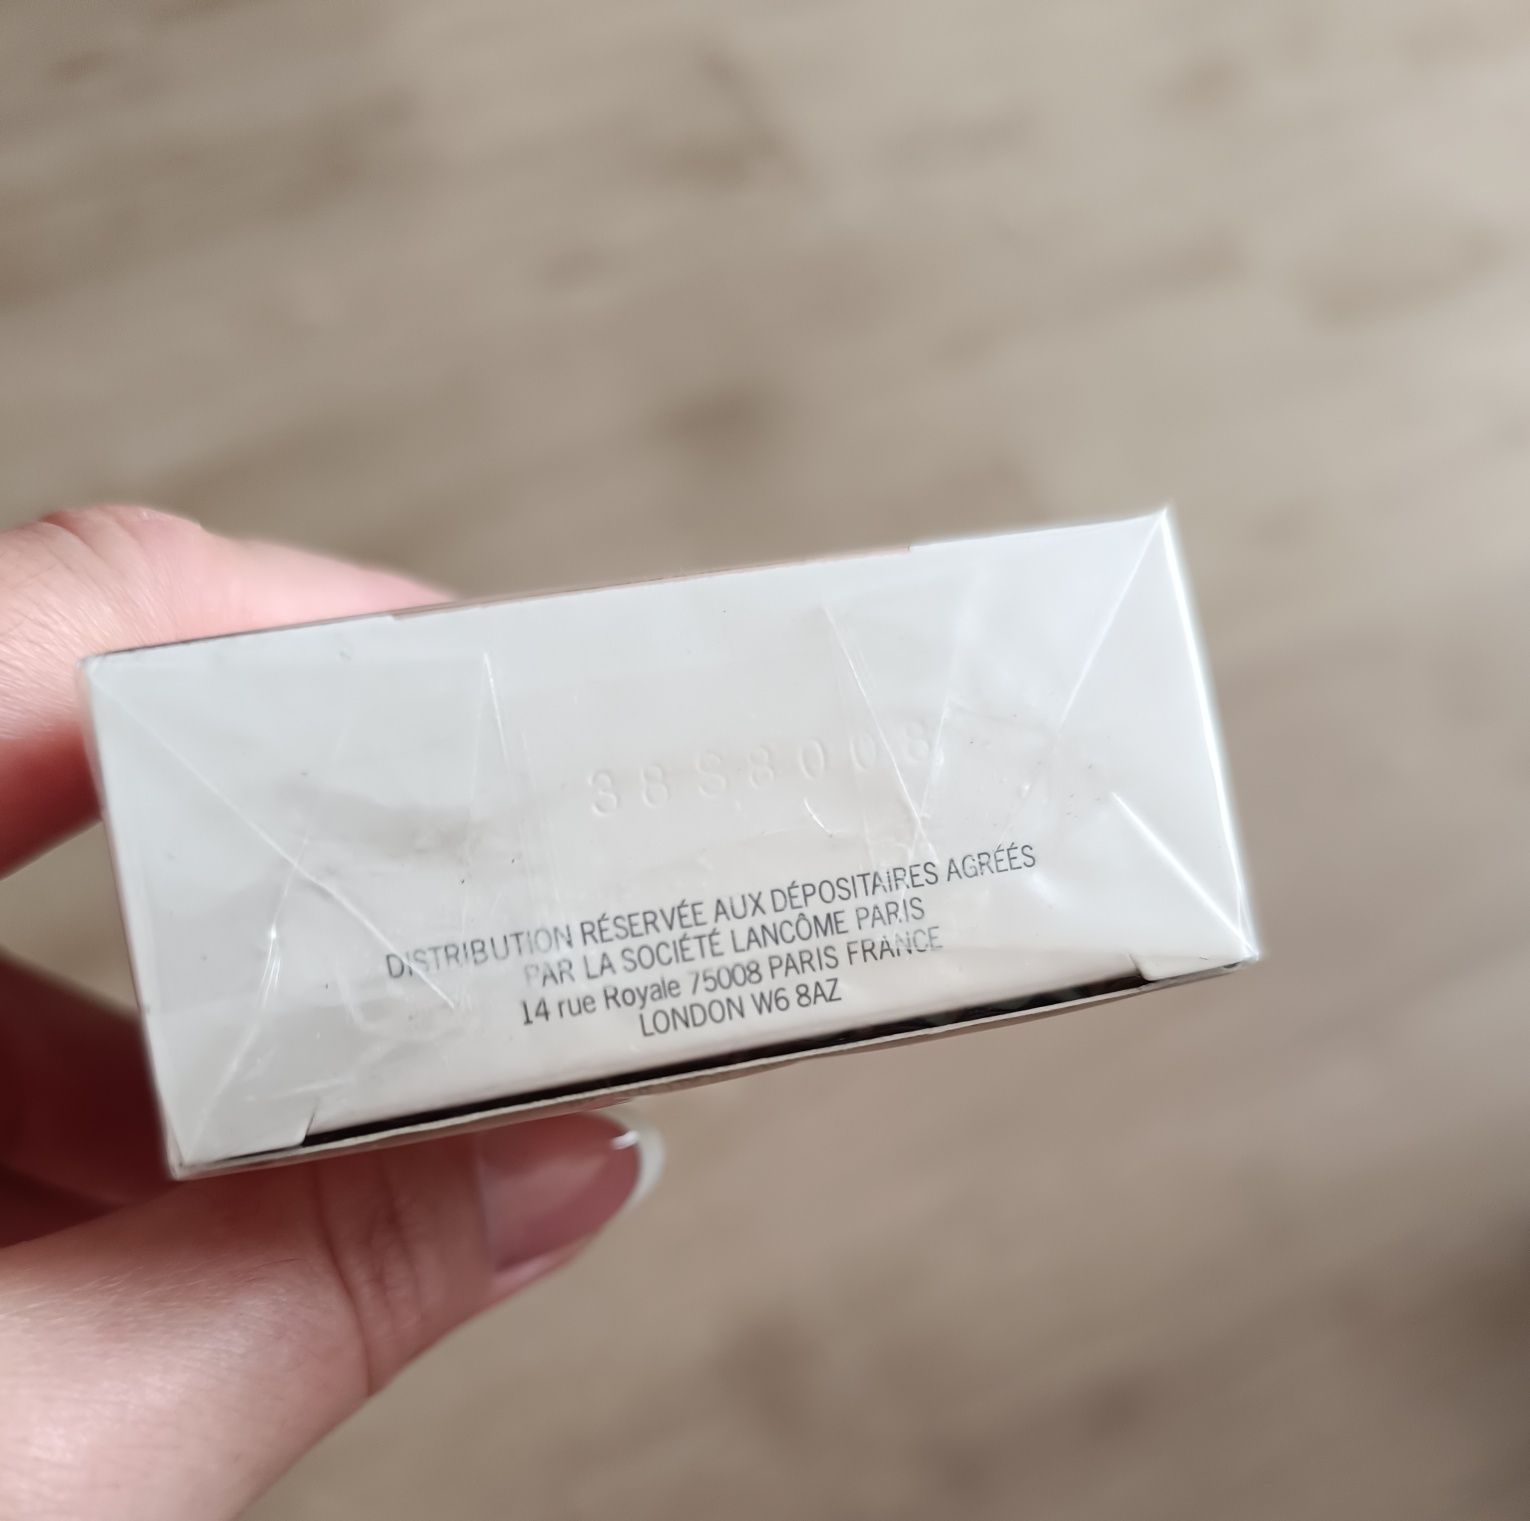 38S8008
DISTRIBUTION RÉSERVÉE AUX DÉPOSITAIRES AGRÉÉS
PAR LA SOCIÉTÉ LANCÔME PARIS
14 rue Royale 75008 PARIS FRANCE
LONDON W6 8AZ